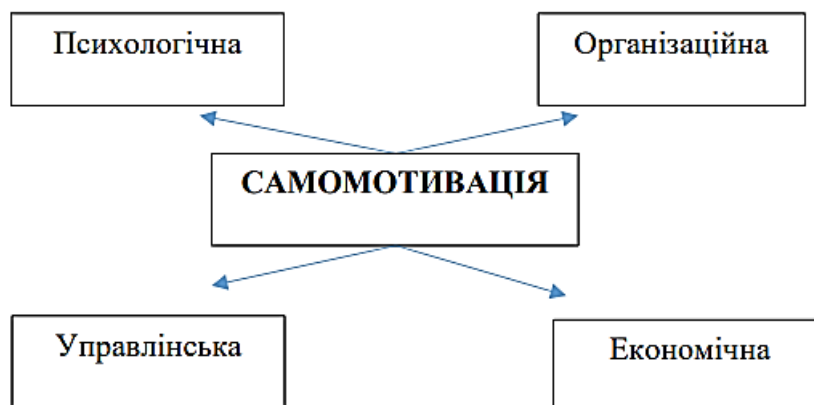 Психологічна
Організаційна
САМОМОТИВАЦІЯ
Управлінська
Економічна